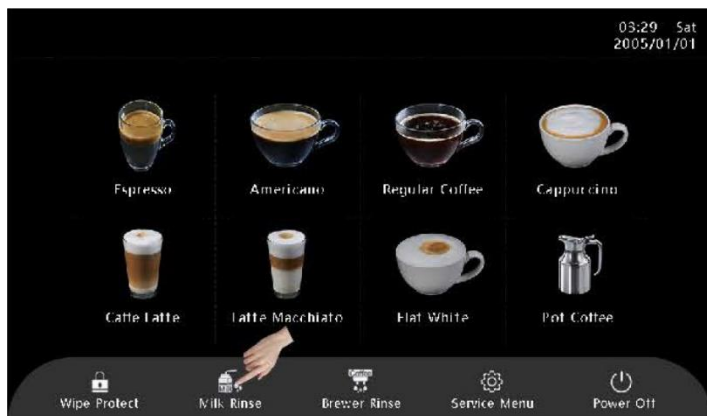 03:29 Sat
2005/01/01
Espresso
Americano
Regular Coffee
Cappuccino
Caffe Latte
Latte Macchiato
Flat White
Pot Coffee
Wipe Protect
Milk Rinse
Brewer Rinse
Service Menu
Power Off